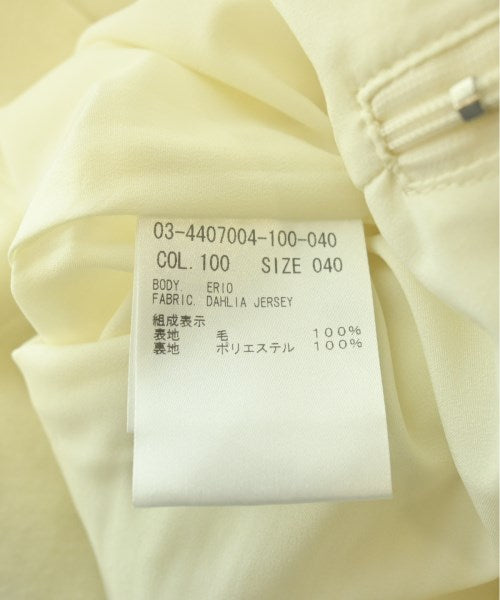 03-4407004-100-040
COL.100 SIZE 040
BODY ERIO
FABRIC DAHLIA JERSEY
組成表示
表地 毛 100%
裏地 ポリエステル 100%